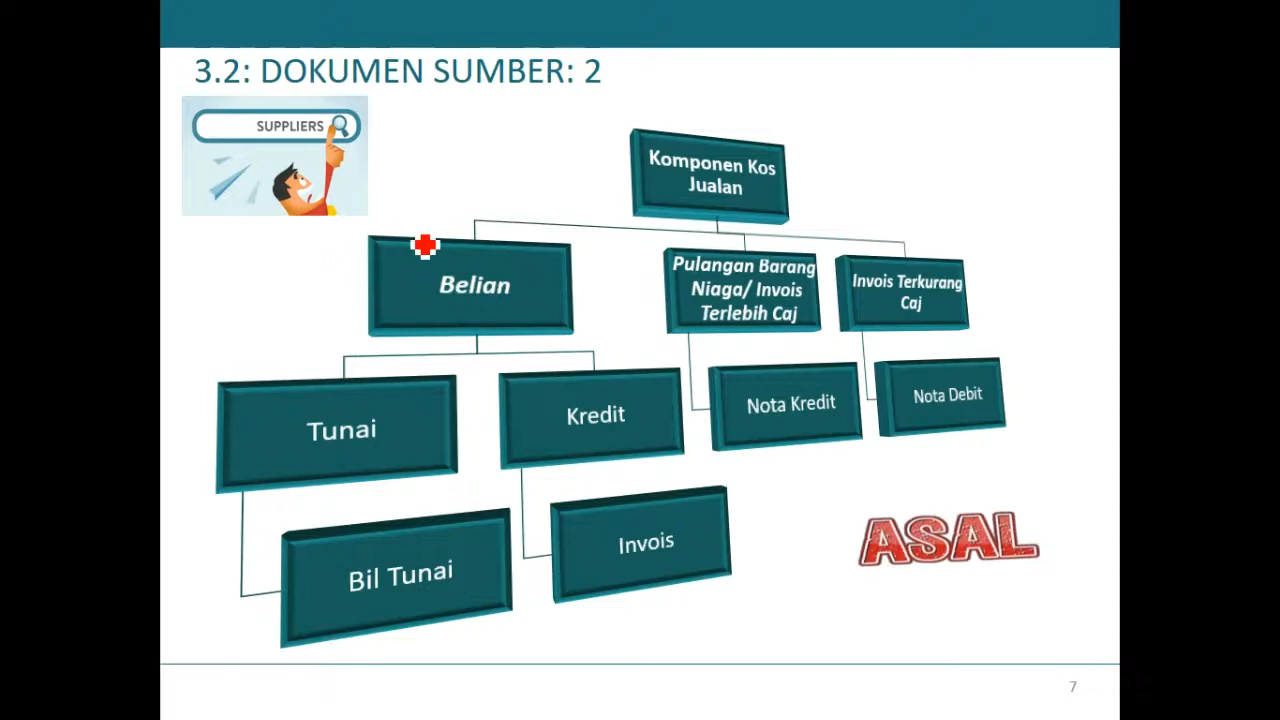 3.2: DOKUMEN SUMBER: 2
SUPPLIERS
Komponen Kos
Jualan
Belian
Pulangan Barang
Niaga/ Invois
Terlebih Caj
Invois Terkurang
Caj
Tunai
Kredit
Nota Kredit
Nota Debit
Bil Tunai
Invois
ASAL
7